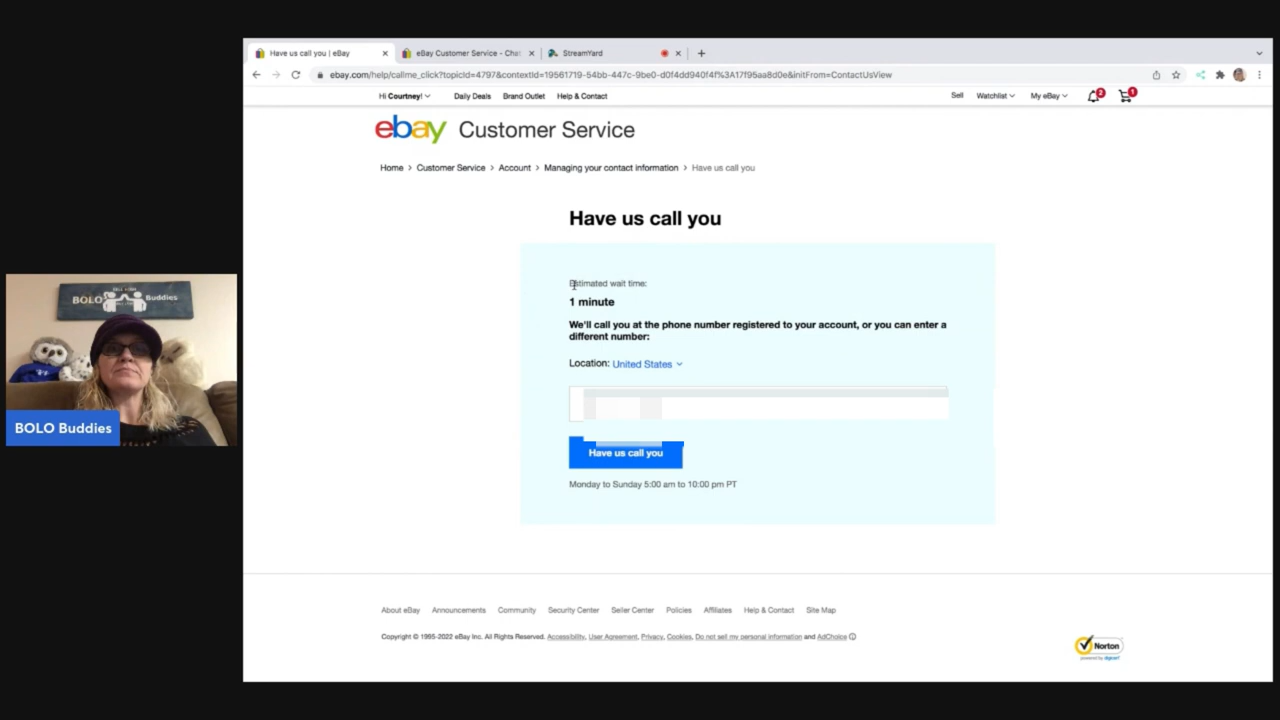 Have us call you | eBay
eBay Customer Service - Chat
StreamYard
ebay.com/help/callme_click?topicId=4797&contextId=19561719-54bb-447c-9be0-d0f4dd940f4f%3A17f95aa8d0e&initFrom=ContactUsView
Hi Courtney! Daily Deals Brand Outlet Help & Contact Sell Watchlist My eBay 2 1
ebay Customer Service
Home > Customer Service > Account > Managing your contact information > Have us call you
Have us call you
Estimated wait time:
1 minute
We'll call you at the phone number registered to your account, or you can enter a
different number:
Location: United States
Have us call you
Monday to Sunday 5:00 am to 10:00 pm PT
BOLO Buddies
BOLO Buddies
About eBay Announcements Community Security Center Seller Center Policies Affiliates Help & Contact Site Map
Copyright © 1995-2022 eBay Inc. All Rights Reserved. Accessibility, User Agreement, Privacy, Cookies, Do not sell my personal information and AdChoice
Norton
powered by digicert